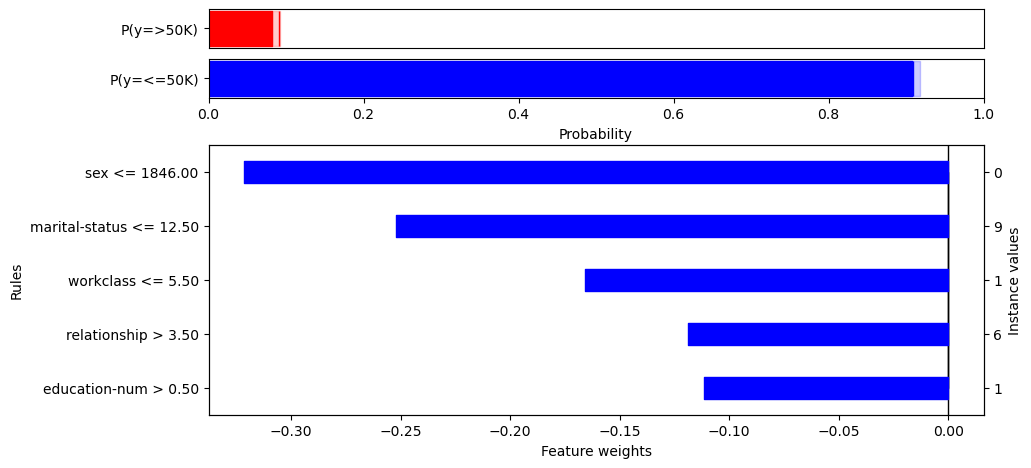 P(y=>50K)
P(y=<=50K)
0.0 0.2 0.4 0.6 0.8 1.0
Probability
sex <= 1846.00 0
marital-status <= 12.50 9
workclass <= 5.50 1
relationship > 3.50 6
education-num > 0.50 1
Rules
Instance values
−0.30 −0.25 −0.20 −0.15 −0.10 −0.05 0.00
Feature weights